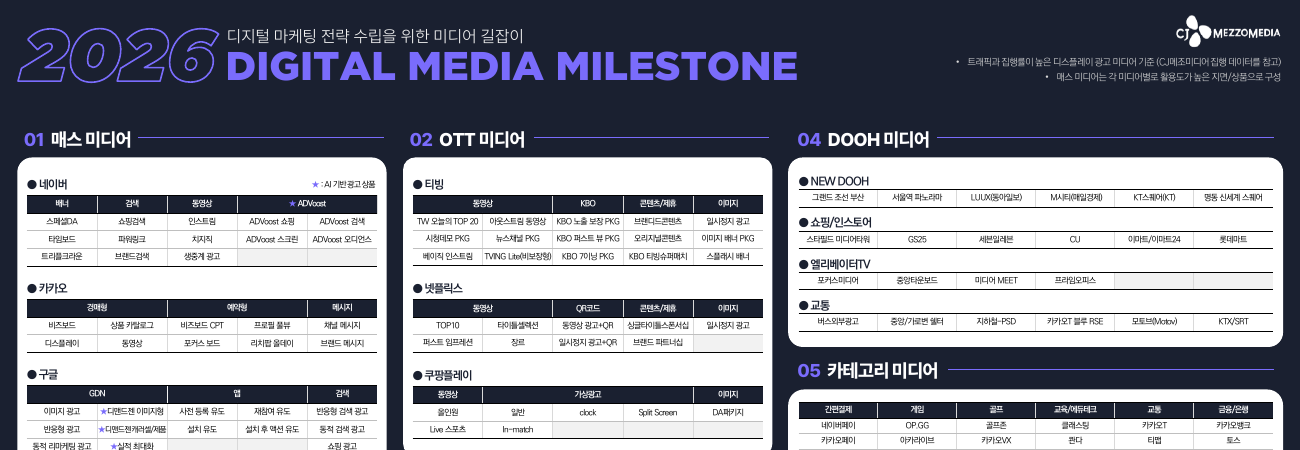 2026
디지털 마케팅 전략 수립을 위한 미디어 길잡이
DIGITAL MEDIA MILESTONE
CJ MEZZOMEDIA
• 트래픽과 집행률이 높은 디스플레이 광고 미디어 기준 (CJ메조미디어 집행 데이터를 참고)
• 매스 미디어는 각 미디어별로 활용도가 높은 지면/상품으로 구성
01 매스 미디어
● 네이버
★ : AI 기반 광고 상품
배너 검색 동영상 ★ ADVoost
스페셜DA 쇼핑검색 인스트림 ADVoost 쇼핑 ADVoost 검색
타임보드 파워링크 치지직 ADVoost 스크린 ADVoost 오디언스
트리플크라운 브랜드검색 생중계 광고
● 카카오
경매형 예약형 메시지
비즈보드 상품 카탈로그 비즈보드 CPT 프로필 풀뷰 채널 메시지
디스플레이 동영상 포커스 보드 리치팝 올데이 브랜드 메시지
● 구글
GDN 앱 검색
이미지 광고 ★디맨드젠 이미지형 사전 등록 유도 재참여 유도 반응형 검색 광고
반응형 광고 ★디맨드젠캐러셀/제품 설치 유도 설치 후 액션 유도 동적 검색 광고
동적 리마케팅 광고 ★실적 최대화 쇼핑 광고
02 OTT 미디어
● 티빙
동영상 KBO 콘텐츠/제휴 이미지
TW 오늘의 TOP 20 아웃스트림 동영상 KBO 노출 보장 PKG 브랜디드콘텐츠 일시정지 광고
시청데모 PKG 뉴스채널 PKG KBO 퍼스트 뷰 PKG 오리지널콘텐츠 이미지 배너 PKG
베이직 인스트림 TVING Lite(비보장형) KBO 7이닝 PKG KBO 티빙슈퍼매치 스플래시 배너
● 넷플릭스
동영상 QR코드 콘텐츠/제휴 이미지
TOP10 타이틀셀렉션 동영상 광고+QR 싱글타이틀스폰서십 일시정지 광고
퍼스트 임프레션 장르 일시정지 광고+QR 브랜드 파트너십
● 쿠팡플레이
동영상 가상광고 이미지
올인원 일반 clock Split Screen DA패키지
Live 스포츠 In-match
04 DOOH 미디어
● NEW DOOH
그랜드 조선 부산 서울역 파노라마 LUUX(동아일보) M시티(매일경제) KT스퀘어(KT) 명동 신세계 스퀘어
● 쇼핑/인스토어
스타필드 미디어타워 GS25 세븐일레븐 CU 이마트/이마트24 롯데마트
● 엘리베이터TV
포커스미디어 중앙타운보드 미디어 MEET 프라임오피스
● 교통
버스외부광고 중앙/가로변 쉘터 지하철-PSD 카카오T 블루 RSE 모토브(Motov) KTX/SRT
05 카테고리 미디어
간편결제 게임 골프 교육/에듀테크 교통 금융/은행
네이버페이 OP.GG 골프존 클래스팅 카카오T 카카오뱅크
카카오페이 아카라이브 카카오VX 콴다 티맵 토스